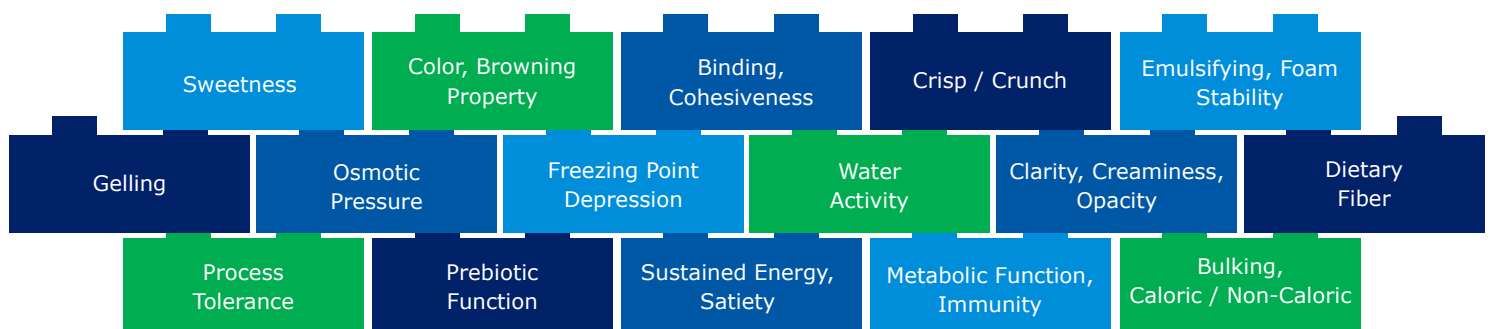 Sweetness
Color, Browning
Property
Binding,
Cohesiveness
Crisp / Crunch
Emulsifying, Foam
Stability
Gelling
Osmotic
Pressure
Freezing Point
Depression
Water
Activity
Clarity, Creaminess,
Opacity
Dietary
Fiber
Process
Tolerance
Prebiotic
Function
Sustained Energy,
Satiety
Metabolic Function,
Immunity
Bulking,
Caloric / Non-Caloric